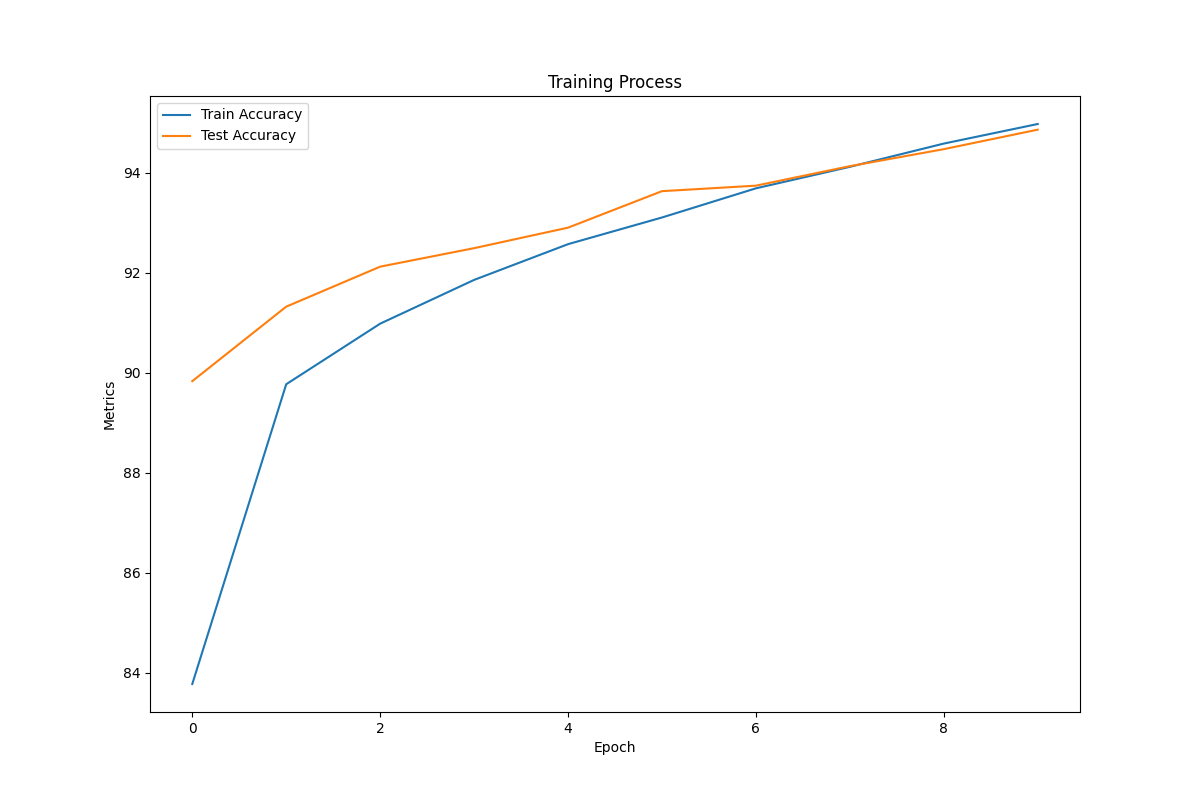 Training Process
Train Accuracy
Test Accuracy
94
92
90
88
86
84
Metrics
0 2 4 6 8
Epoch